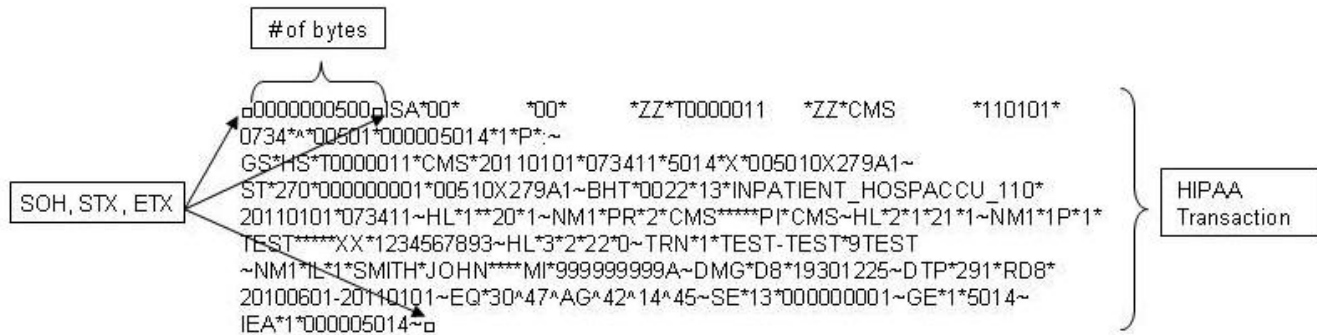 # of bytes
▯0000000500▯ISA*00*          *00*          *ZZ*T0000011       *ZZ*CMS            *110101*
0734*^*00501*000005014*1*P*:~
GS*HS*T0000011*CMS*20110101*073411*5014*X*005010X279A1~
ST*270*000000001*00510X279A1~BHT*0022*13*INPATIENT_HOSPACCU_110*
SOH, STX , ETX
20110101*073411~HL*1**20*1~NM1*PR*2*CMS*****PI*CMS~HL*2*1*21*1~NM1*1P*1*
HIPAA
Transaction
TEST*****XX*1234567893~HL*3*2*22*0~TRN*1*TEST-TEST*9TEST
~NM1*IL*1*SMITH*JOHN****MI*999999999A~DMG*D8*19301225~DTP*291*RD8*
20100601-20110101~EQ*30^47^AG^42^14^45~SE*13*000000001~GE*1*5014~
IEA*1*000005014~▯